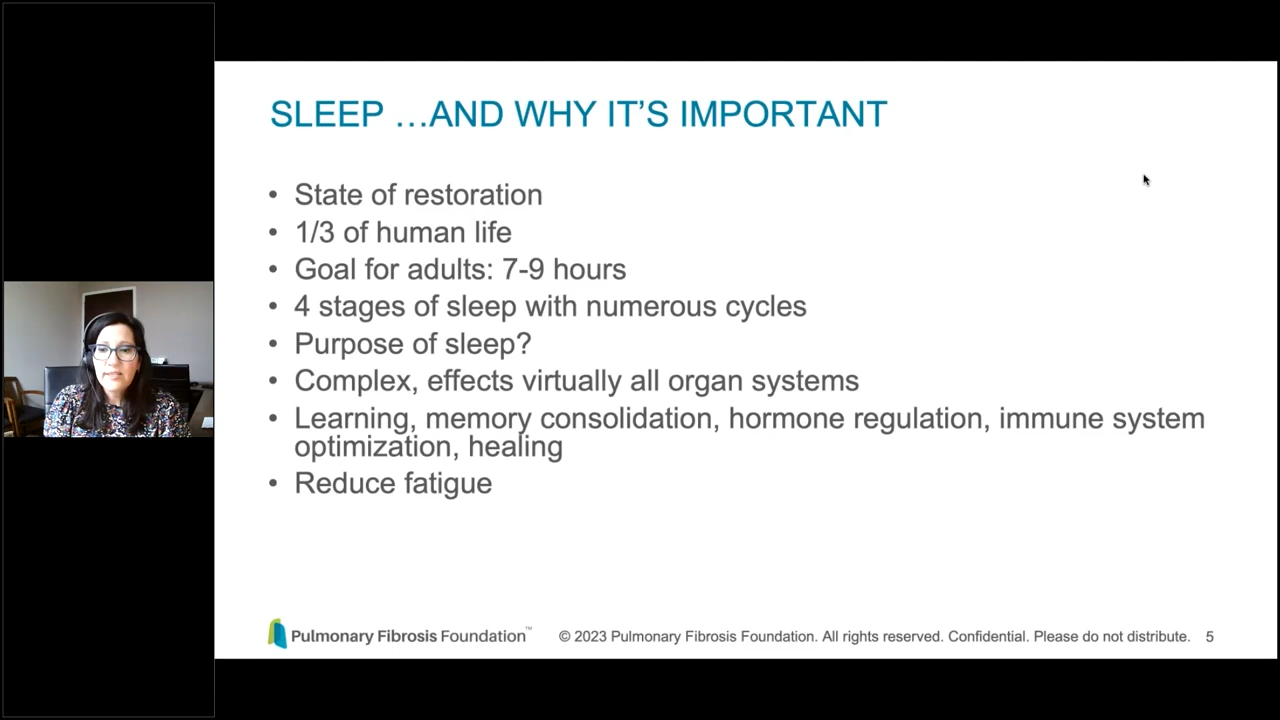 SLEEP …AND WHY IT’S IMPORTANT
• State of restoration
• 1/3 of human life
• Goal for adults: 7-9 hours
• 4 stages of sleep with numerous cycles
• Purpose of sleep?
• Complex, effects virtually all organ systems
• Learning, memory consolidation, hormone regulation, immune system
optimization, healing
• Reduce fatigue
Pulmonary Fibrosis Foundation™ © 2023 Pulmonary Fibrosis Foundation. All rights reserved. Confidential. Please do not distribute. 5